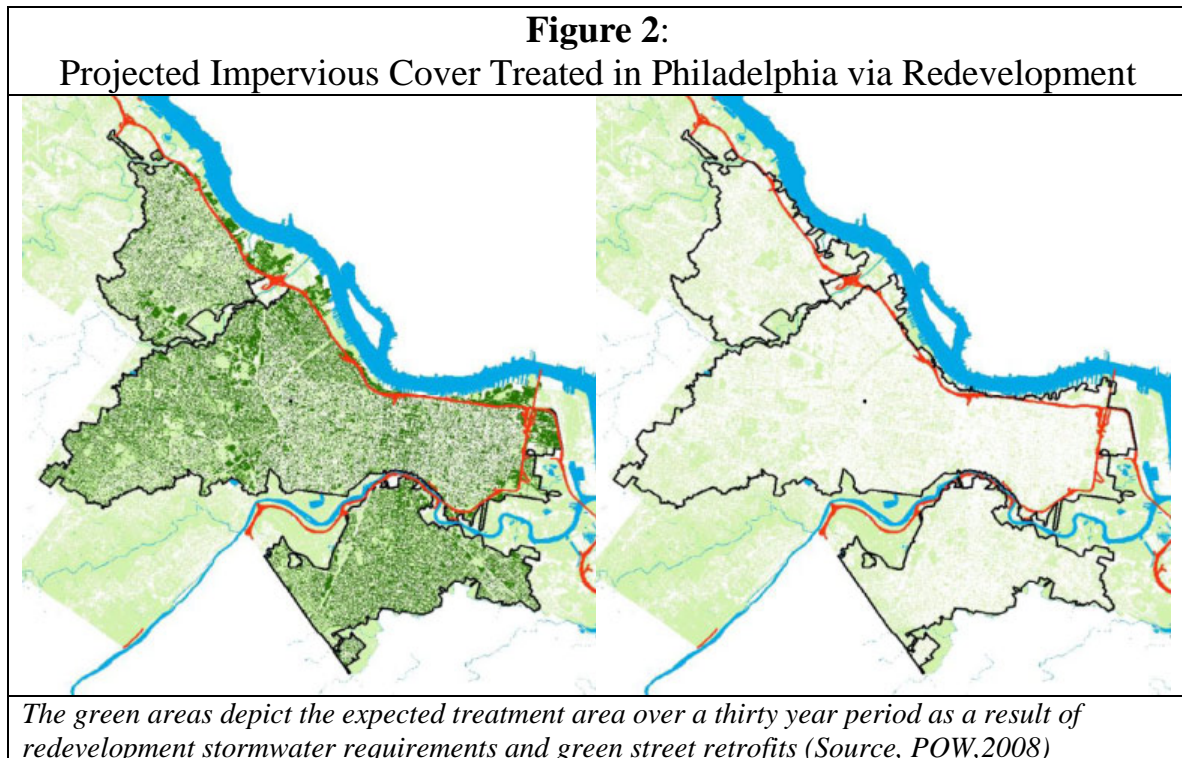 Figure 2:
Projected Impervious Cover Treated in Philadelphia via Redevelopment
The green areas depict the expected treatment area over a thirty year period as a result of
redevelopment stormwater requirements and green street retrofits (Source, POW,2008)